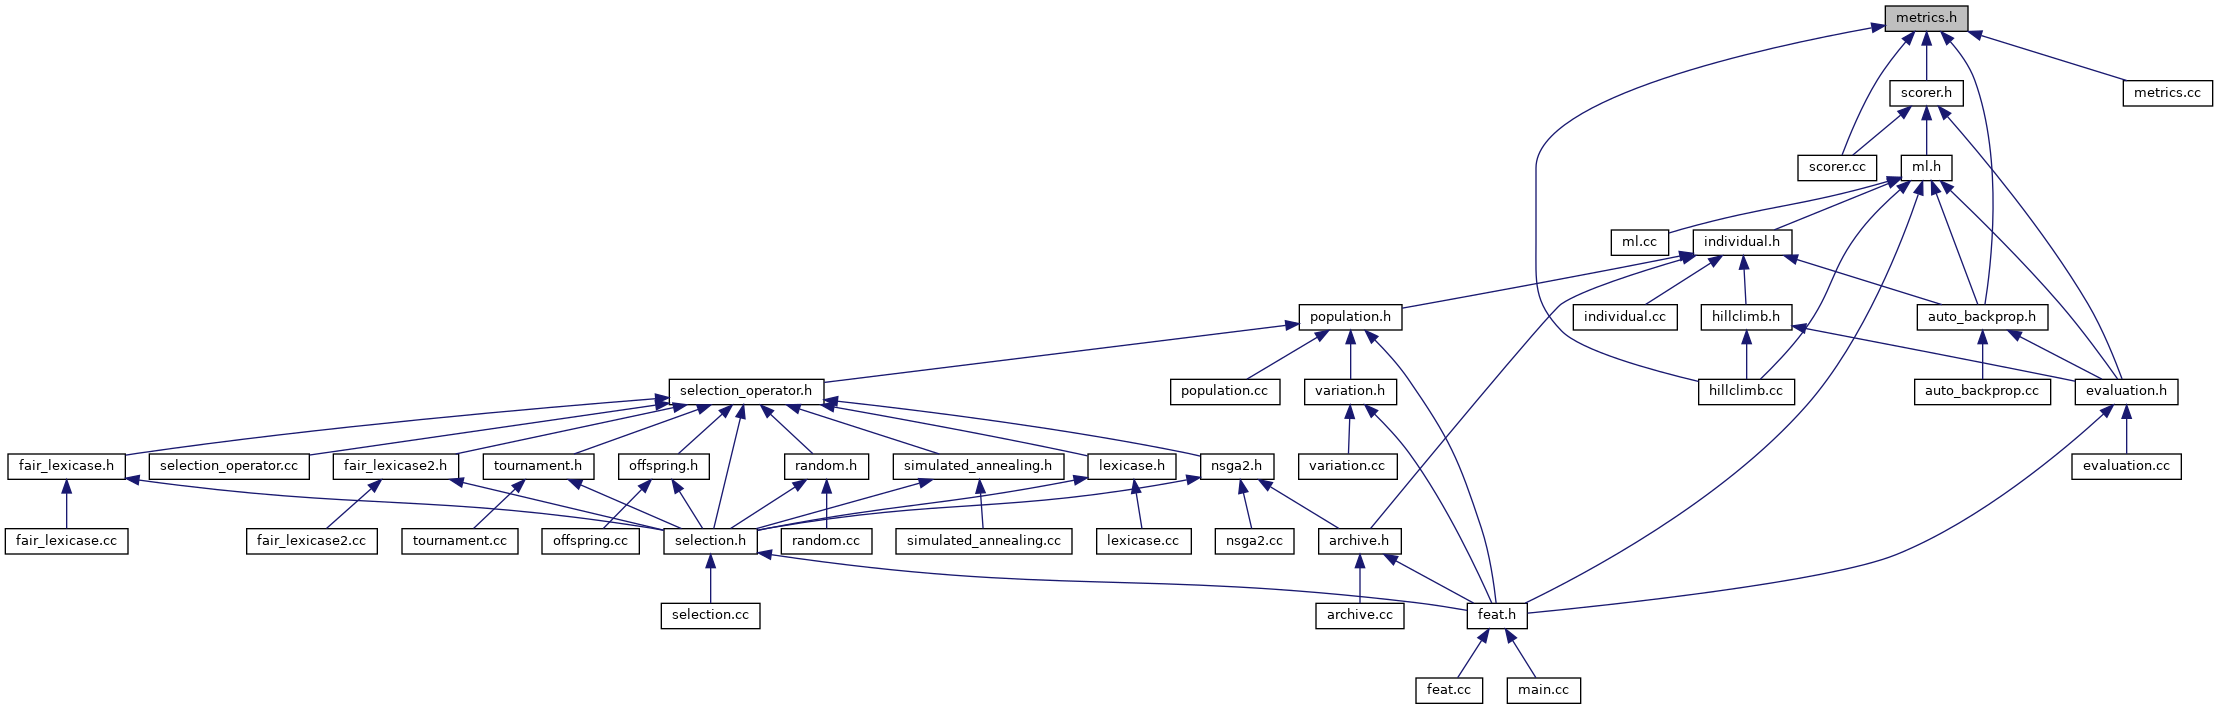 metrics.h
scorer.h
metrics.cc
scorer.cc
ml.h
ml.cc
individual.h
population.h
individual.cc
hillclimb.h
auto_backprop.h
selection_operator.h
population.cc
variation.h
hillclimb.cc
auto_backprop.cc
evaluation.h
fair_lexicase.h
selection_operator.cc
fair_lexicase2.h
tournament.h
offspring.h
random.h
simulated_annealing.h
lexicase.h
nsga2.h
variation.cc
evaluation.cc
fair_lexicase.cc
fair_lexicase2.cc
tournament.cc
offspring.cc
selection.h
random.cc
simulated_annealing.cc
lexicase.cc
nsga2.cc
archive.h
selection.cc
archive.cc
feat.h
feat.cc
main.cc